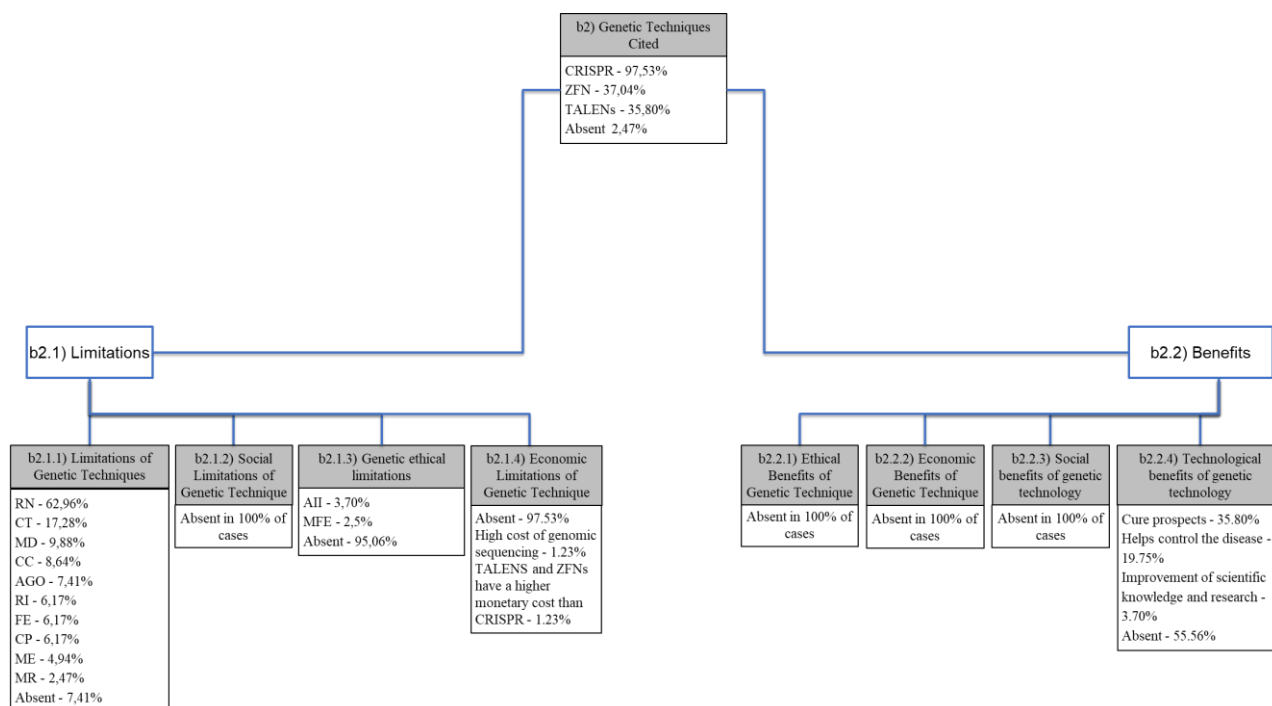 b2) Genetic Techniques
Cited
CRISPR - 97,53%
ZFN - 37,04%
TALENs - 35,80%
Absent 2,47%
b2.1) Limitations
b2.2) Benefits
b2.1.1) Limitations of
Genetic Techniques
RN - 62,96%
CT - 17,28%
MD - 9,88%
CC - 8,64%
AGO - 7,41%
RI - 6,17%
FE - 6,17%
CP - 6,17%
ME - 4,94%
MR - 2,47%
Absent - 7,41%
b2.1.2) Social
Limitations of
Genetic Technique
Absent in 100% of
cases
b2.1.3) Genetic ethical
limitations
AII - 3,70%
MFE - 2,5%
Absent - 95,06%
b2.1.4) Economic
Limitations of
Genetic Technique
Absent - 97.53%
High cost of genomic
sequencing - 1.23%
TALENS and ZFNs
have a higher
monetary cost than
CRISPR - 1.23%
b2.2.1) Ethical
Benefits of
Genetic Technique
Absent in 100% of
cases
b2.2.2) Economic
Benefits of
Genetic Technique
Absent in 100% of
cases
b2.2.3) Social
benefits of genetic
technology
Absent in 100% of
cases
b2.2.4) Technological
benefits of genetic
technology
Cure prospects - 35.80%
Helps control the disease -
19.75%
Improvement of scientific
knowledge and research -
3.70%
Absent - 55.56%